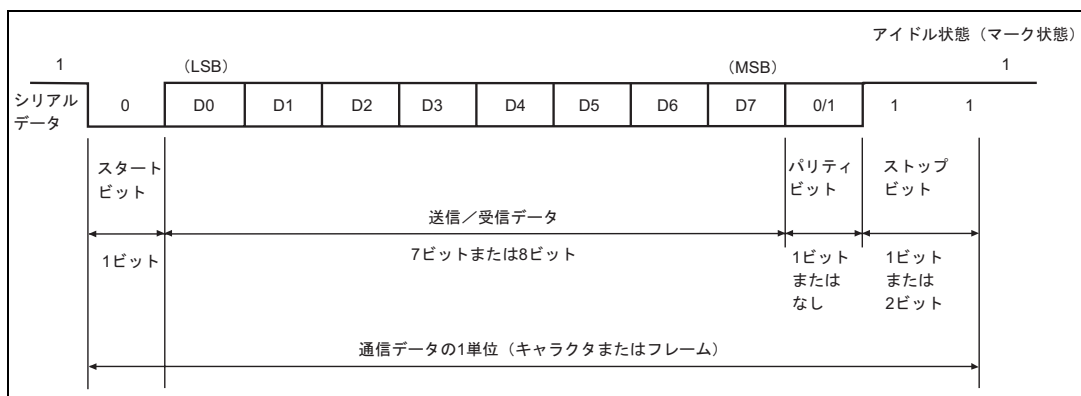 アイドル状態（マーク状態）
1 (LSB) (MSB) 1
シリアル
データ
0 D0 D1 D2 D3 D4 D5 D6 D7 0/1 1 1
スタート
ビット
送信／受信データ
パリティ
ビット
ストップ
ビット
1ビット
7ビットまたは8ビット
1ビット
または
なし
1ビット
または
2ビット
通信データの1単位（キャラクタまたはフレーム）